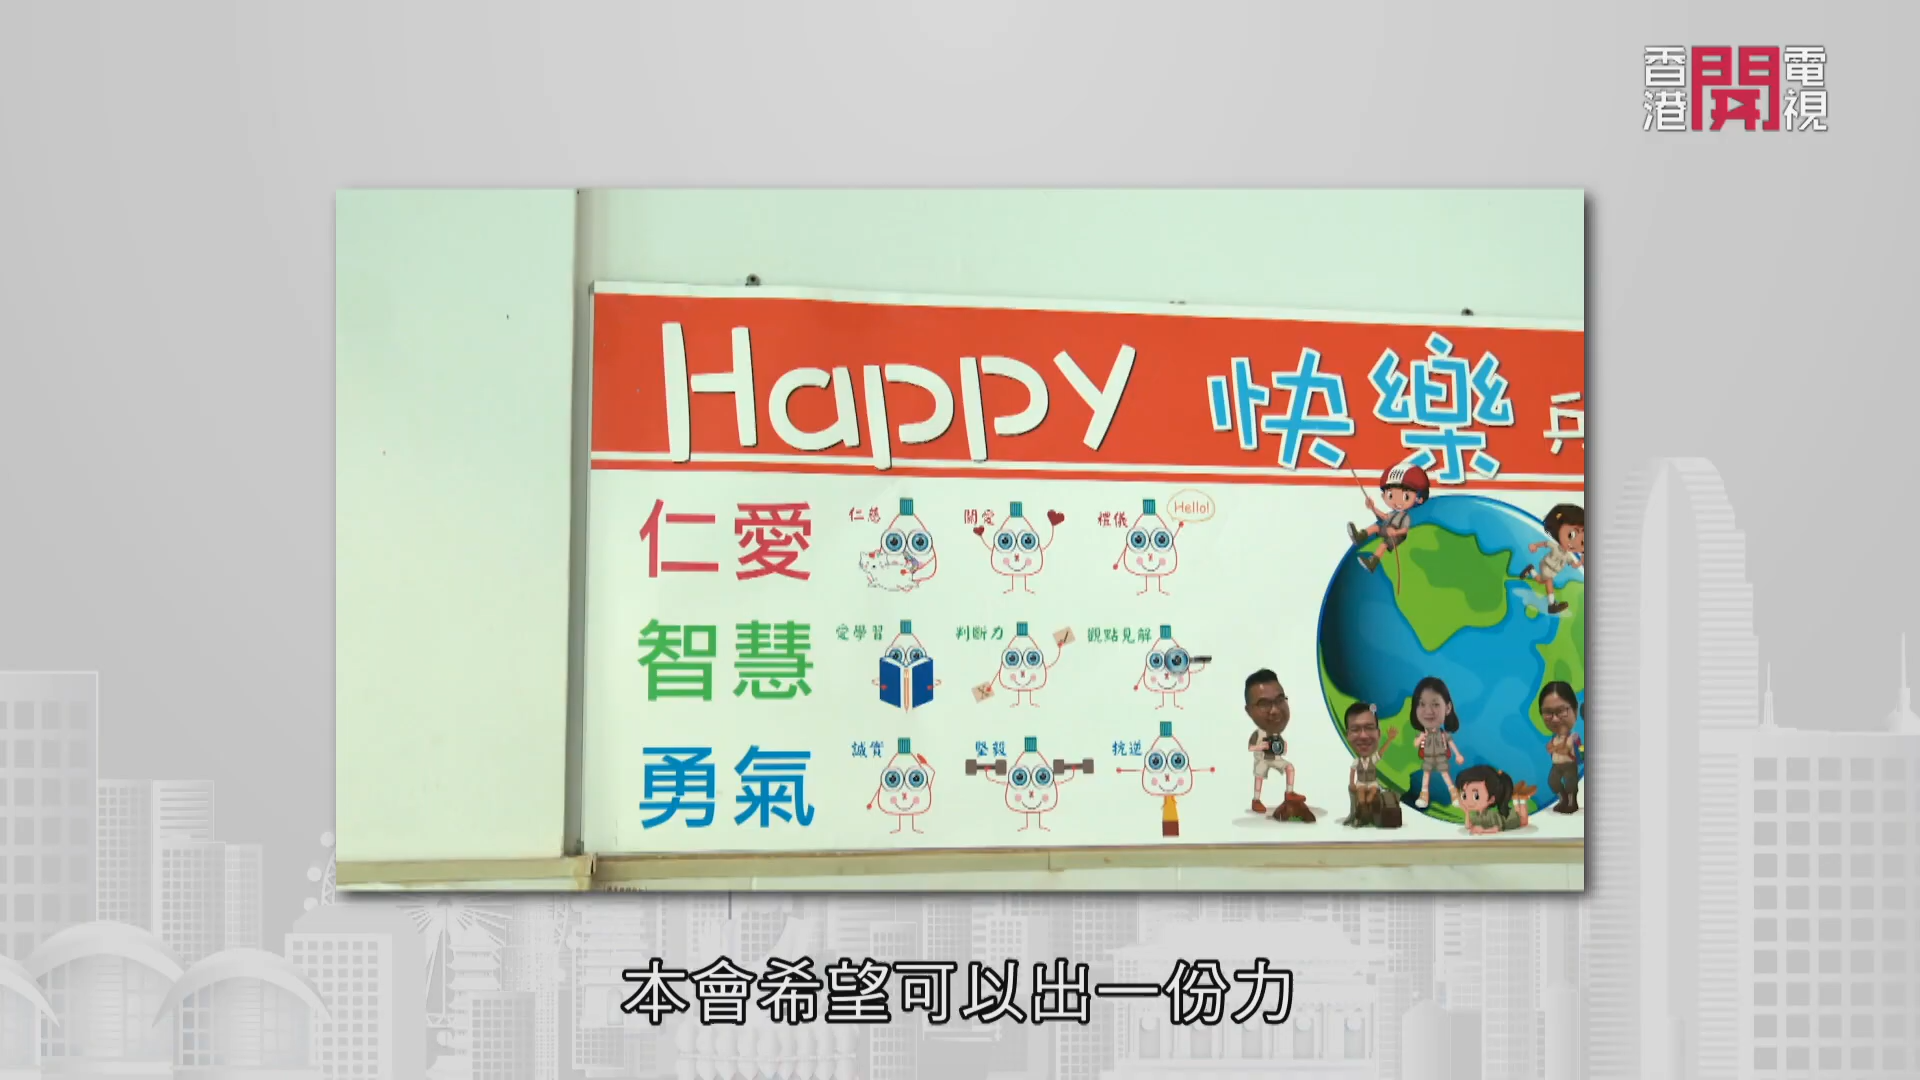 香港開電視
Happy 快樂
仁愛 仁慈 關愛 禮儀 Hello!
智慧 愛學習 判斷力 觀點見解
勇氣 誠實 堅毅 抗逆
本會希望可以出一份力